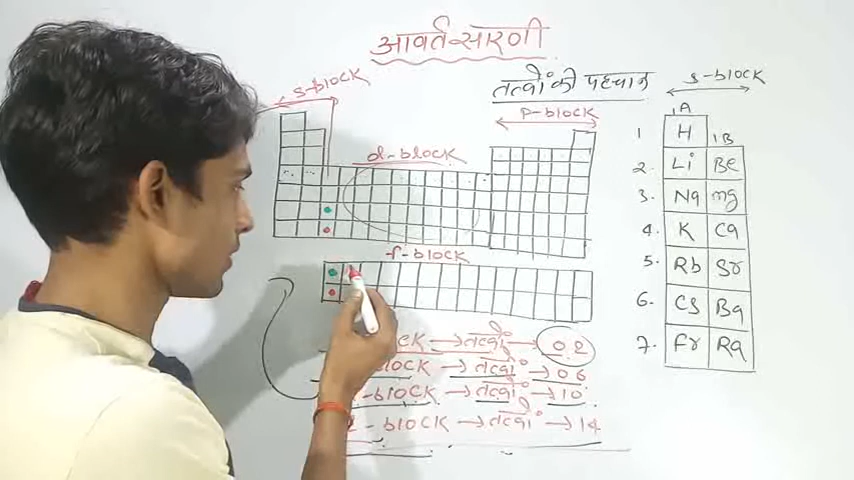 आवर्त सारणी
s-block
तत्वों की पहचान
s-block
P-block
d-block
f-block
IA
1 H IB
2. Li Be
3. Na mg
4. K Ca
5. Rb Sr
6. Cs Ba
7. Fr Ra
ock → तत्वों → 02
block → तत्वों → 06
-block → तत्वों → 10
- block → तत्वों → 14